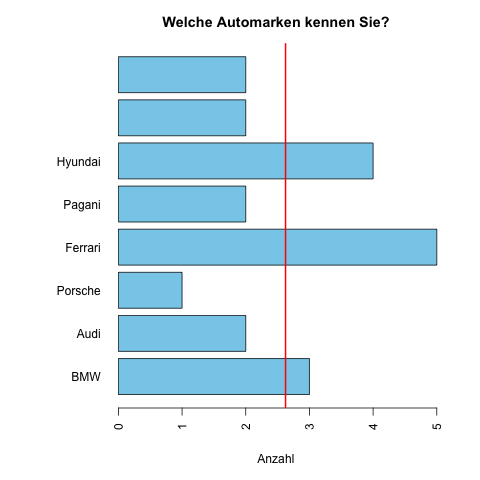 Welche Automarken kennen Sie?
Hyundai
Pagani
Ferrari
Porsche
Audi
BMW
0 1 2 3 4 5
Anzahl